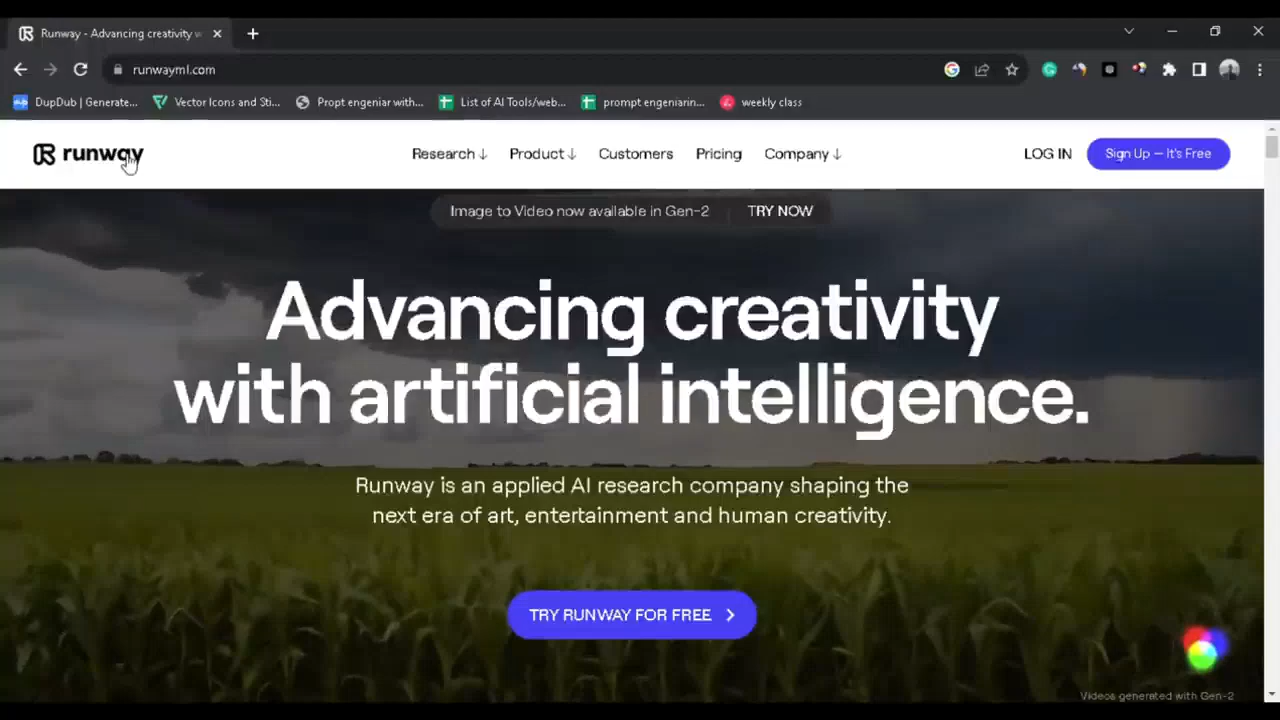 Runway - Advancing creativity w
runwayml.com
DupDub | Generate...
Vector Icons and Sti...
Propt engeniar with...
List of AI Tools/web...
prompt engeniarin...
weekly class
runway
Research
Product
Customers
Pricing
Company
LOG IN
Sign Up — It's Free
Image to Video now available in Gen-2
TRY NOW
Advancing creativity
with artificial intelligence.
Runway is an applied AI research company shaping the
next era of art, entertainment and human creativity.
TRY RUNWAY FOR FREE
Videos generated with Gen-2